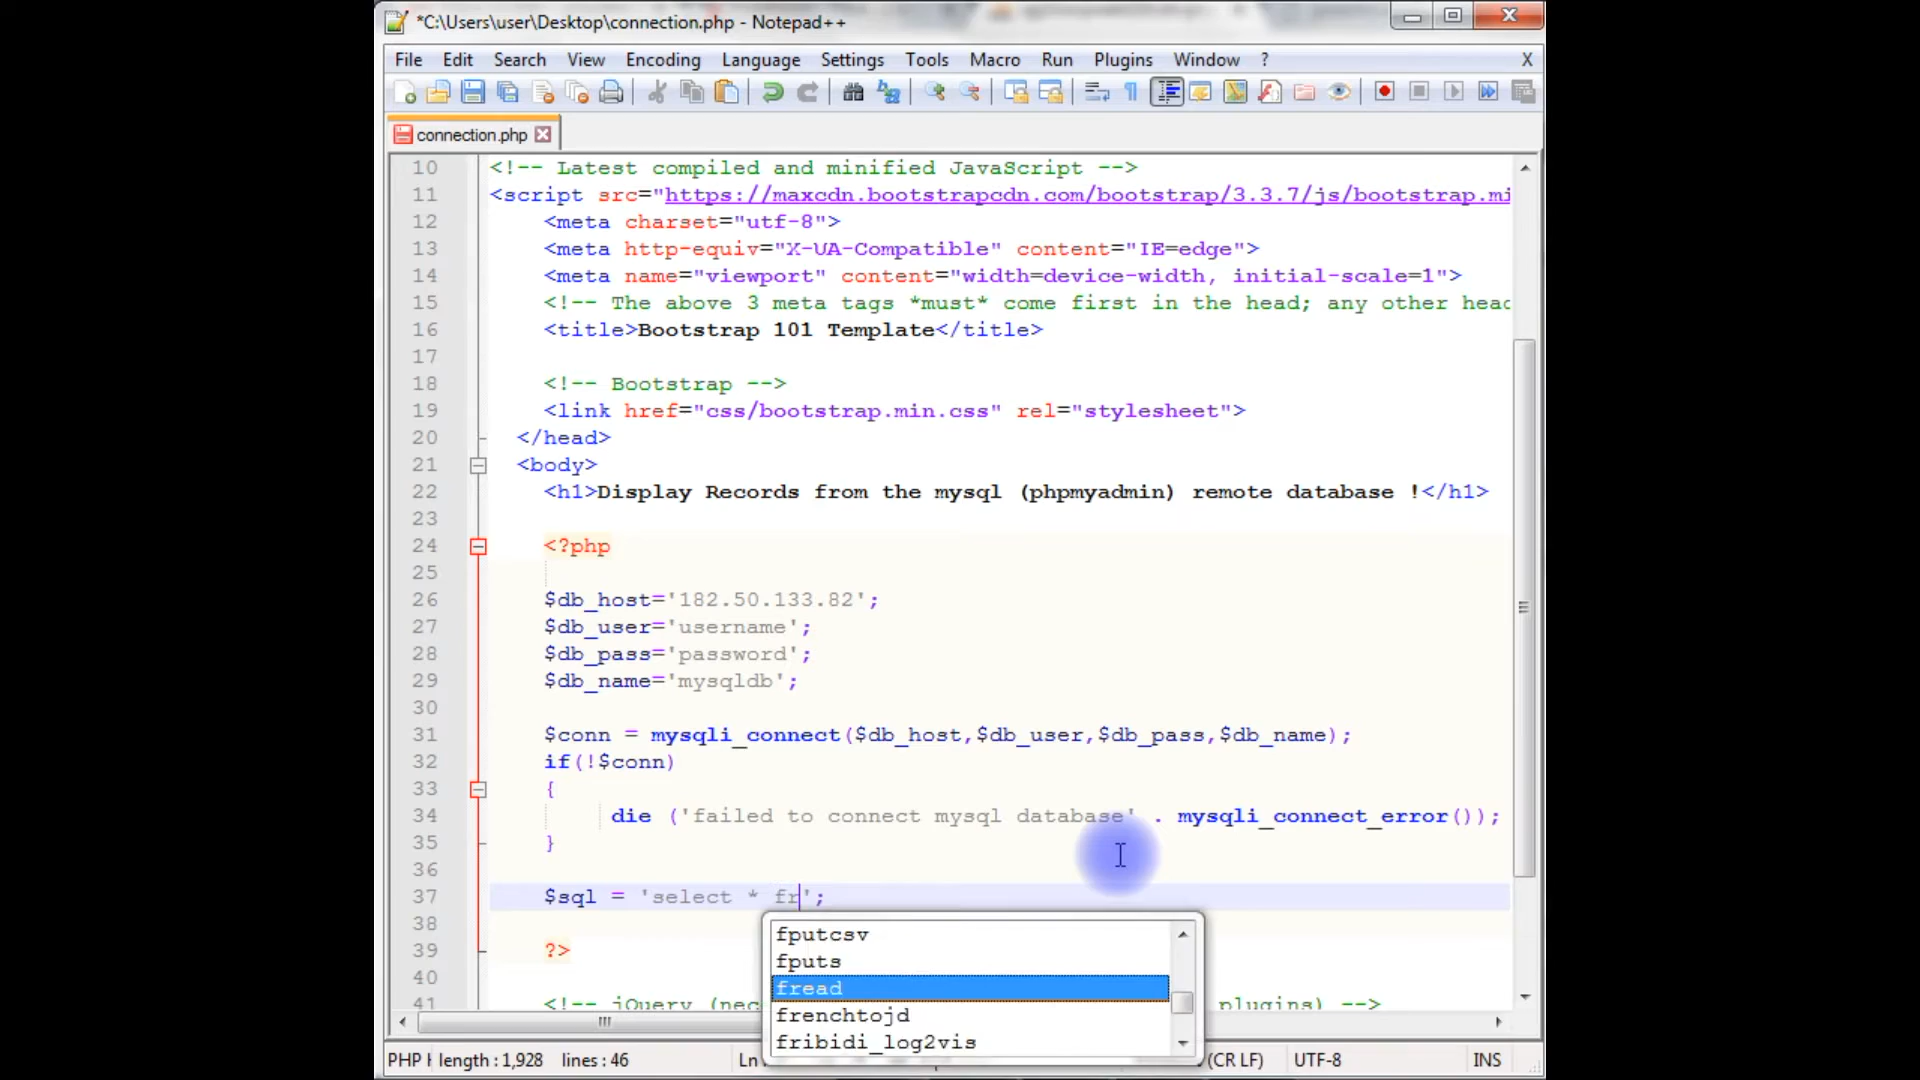 *C:\Users\user\Desktop\connection.php - Notepad++
File Edit Search View Encoding Language Settings Tools Macro Run Plugins Window ? X
connection.php
10 <!-- Latest compiled and minified JavaScript -->
11 <script src="https://maxcdn.bootstrapcdn.com/bootstrap/3.3.7/js/bootstrap.mi
12 <meta charset="utf-8">
13 <meta http-equiv="X-UA-Compatible" content="IE=edge">
14 <meta name="viewport" content="width=device-width, initial-scale=1">
15 <!-- The above 3 meta tags *must* come first in the head; any other head
16 <title>Bootstrap 101 Template</title>
17
18 <!-- Bootstrap -->
19 <link href="css/bootstrap.min.css" rel="stylesheet">
20 </head>
21 <body>
22 <h1>Display Records from the mysql (phpmyadmin) remote database !</h1>
23
24 <?php
25
26 $db_host='182.50.133.82';
27 $db_user='username';
28 $db_pass='password';
29 $db_name='mysqldb';
30
31 $conn = mysqli_connect($db_host,$db_user,$db_pass,$db_name);
32 if(!$conn)
33 {
34 die ('failed to connect mysql database' . mysqli_connect_error());
35 }
36
37 $sql = 'select * fr';
38
39 ?>
40
41 <!-- jQuery (nec plugins) -->
fputcsv
fputs
fread
frenchtojd
fribidi_log2vis
PHP length : 1,928 lines : 46 Ln (CR LF) UTF-8 INS